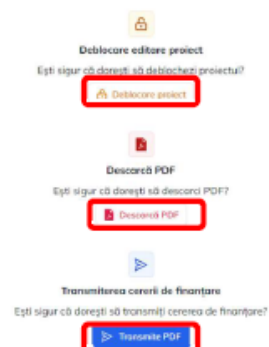 Deblocare editare proiect
Ești sigur că dorești să deblochezi proiectul?
Deblocare proiect
Descarcă PDF
Ești sigur că dorești să descarci PDF?
Descarcă PDF
Transmiterea cererii de finanțare
Ești sigur că dorești să transmiți cererea de finanțare?
Transmite PDF